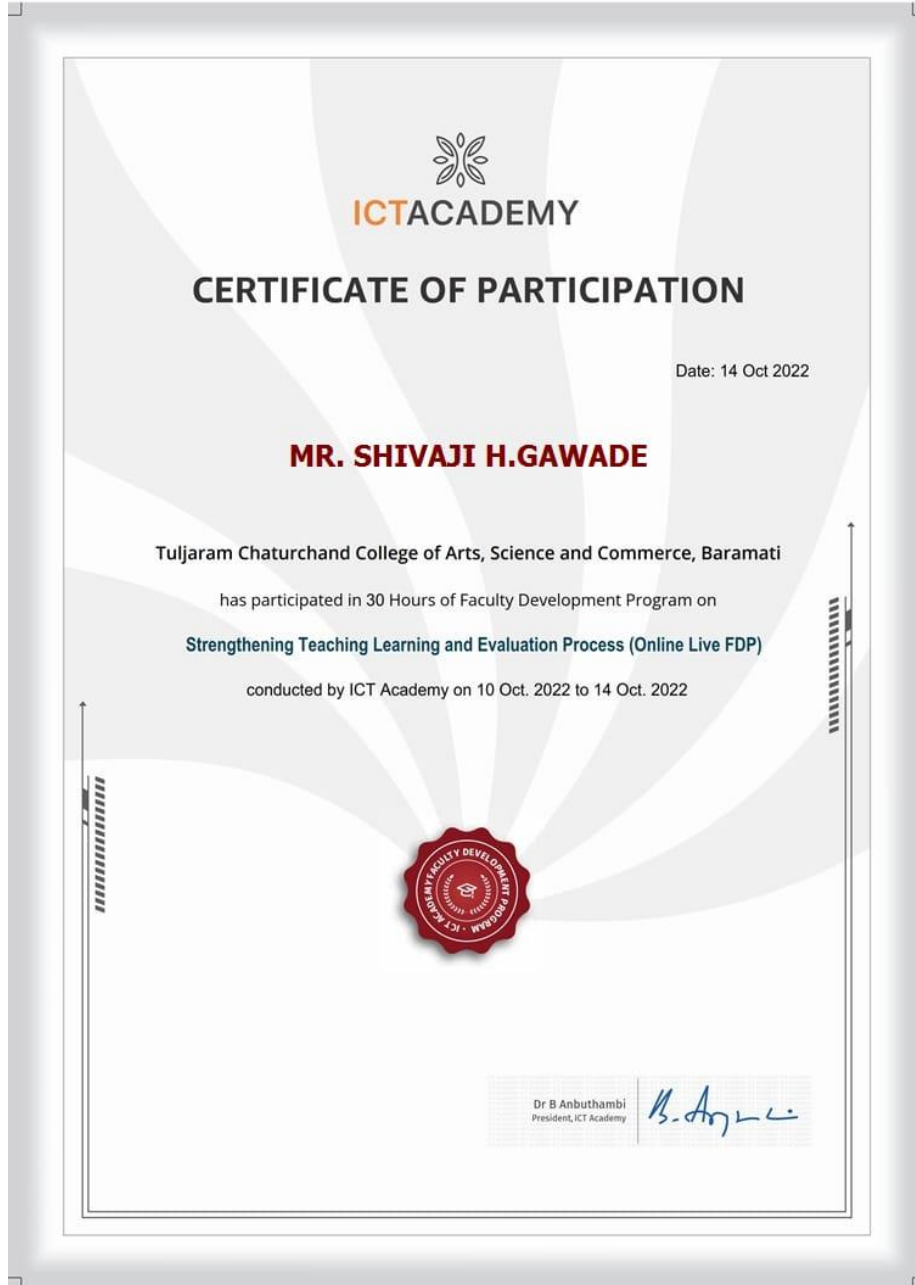 ICTACADEMY
CERTIFICATE OF PARTICIPATION
Date: 14 Oct 2022
MR. SHIVAJI H.GAWADE
Tuljaram Chaturchand College of Arts, Science and Commerce, Baramati
has participated in 30 Hours of Faculty Development Program on
Strengthening Teaching Learning and Evaluation Process (Online Live FDP)
conducted by ICT Academy on 10 Oct. 2022 to 14 Oct. 2022
ICT ACADEMY FACULTY DEVELOPMENT PROGRAM
Dr B Anbuthambi
President, ICT Academy